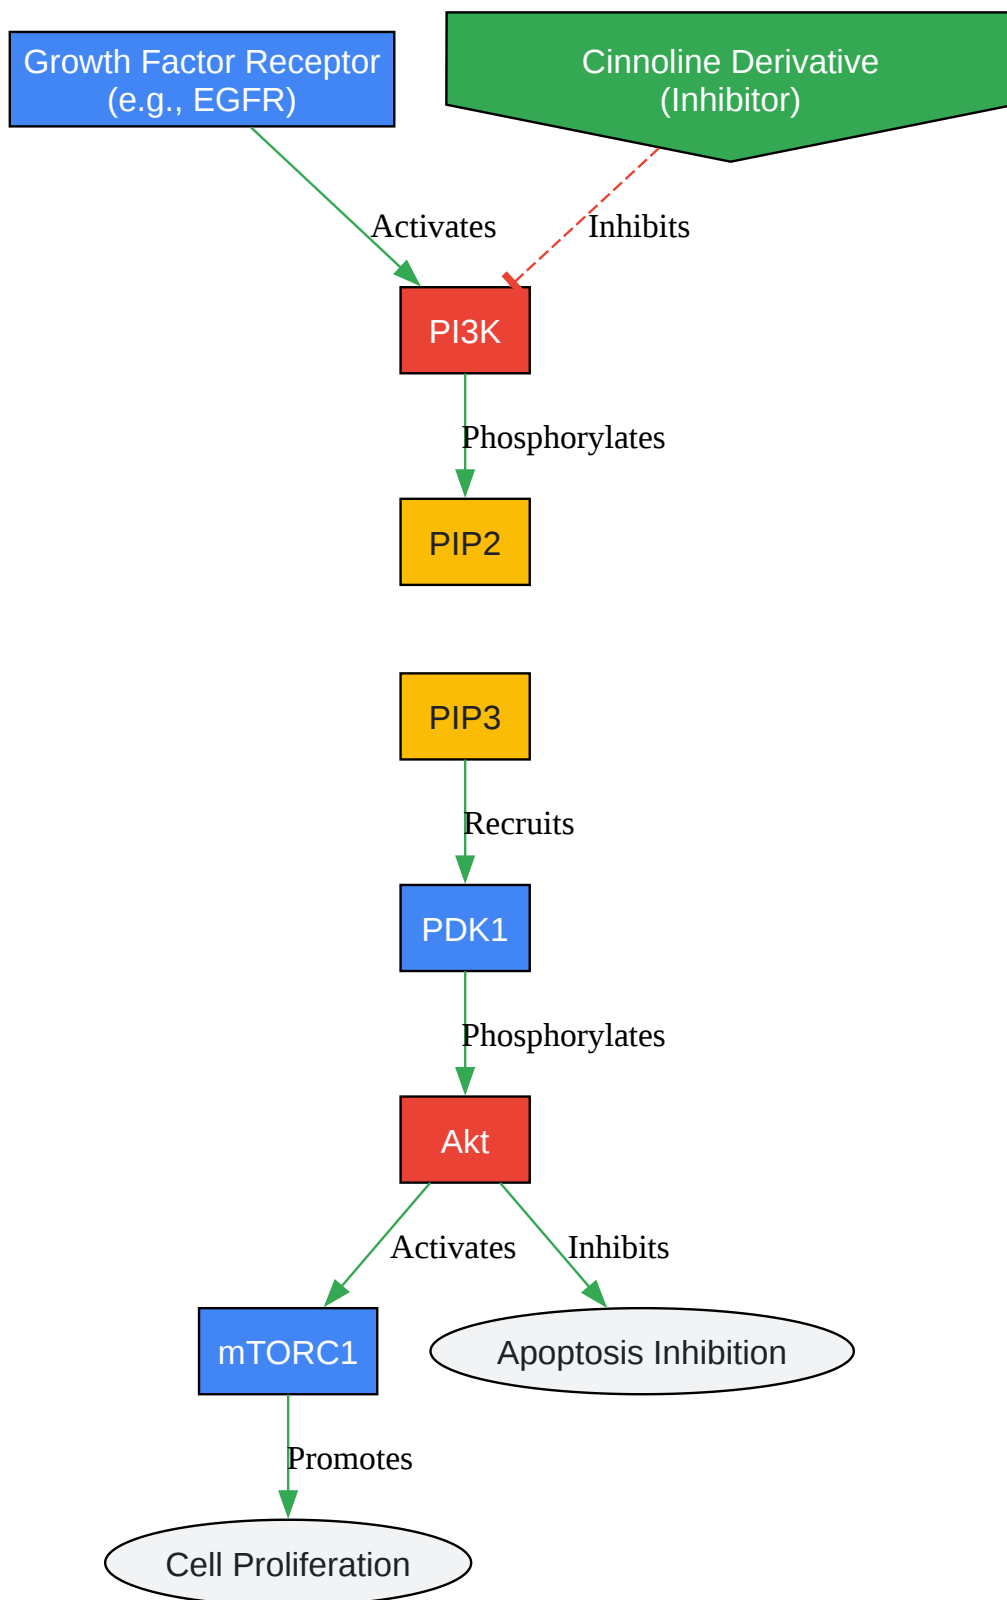 Growth Factor Receptor
(e.g., EGFR)
Cinnoline Derivative
(Inhibitor)
Activates
Inhibits
PI3K
Phosphorylates
PIP2
PIP3
Recruits
PDK1
Phosphorylates
Akt
Activates
Inhibits
mTORC1
Apoptosis Inhibition
Promotes
Cell Proliferation